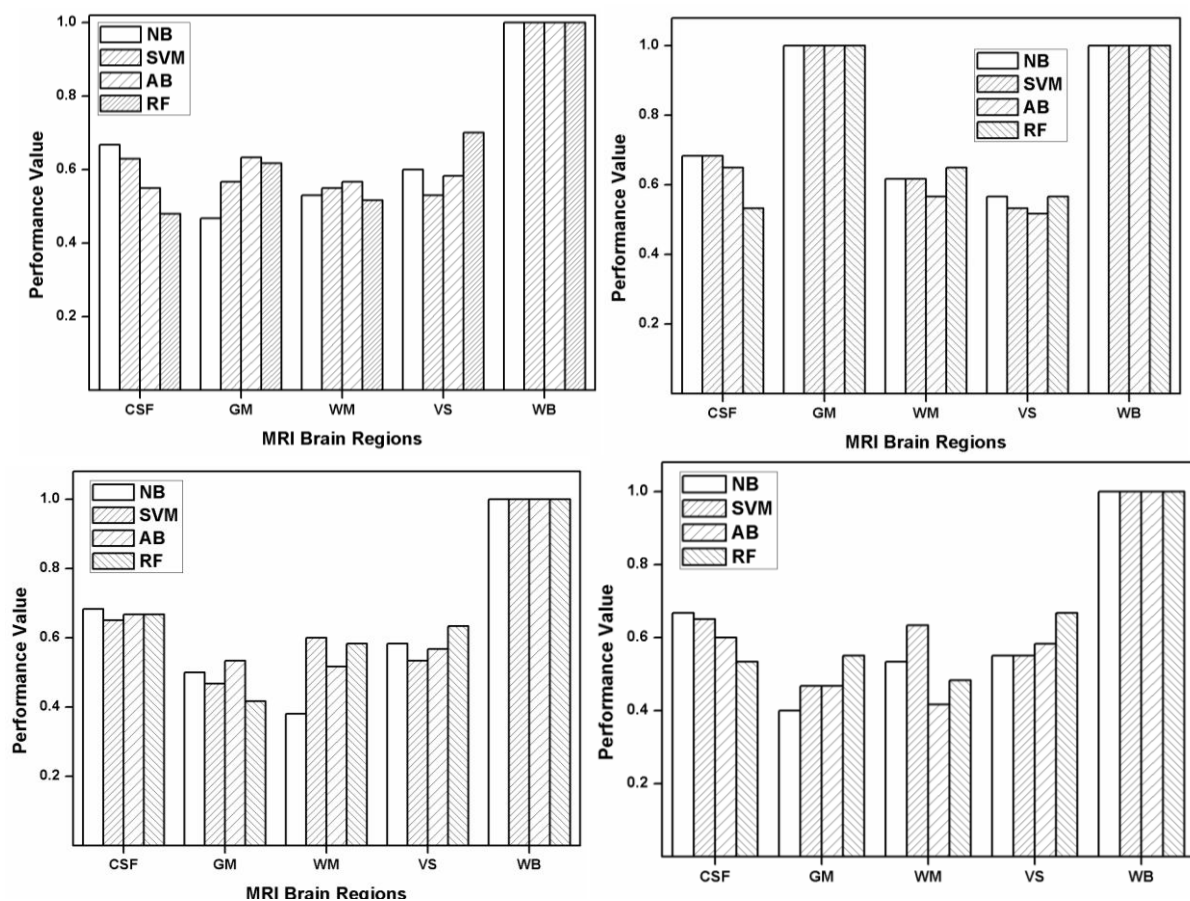 1.0
0.8
0.6
0.4
0.2
Performance Value
NB
SVM
AB
RF
CSF GM WM VS WB
MRI Brain Regions
1.0
0.8
0.6
0.4
0.2
Performance Value
NB
SVM
AB
RF
CSF GM WM VS WB
MRI Brain Regions
1.0
0.8
0.6
0.4
0.2
Performance Value
NB
SVM
AB
RF
CSF GM WM VS WB
MRI Brain Regions
1.0
0.8
0.6
0.4
0.2
Performance Value
NB
SVM
AB
RF
CSF GM WM VS WB